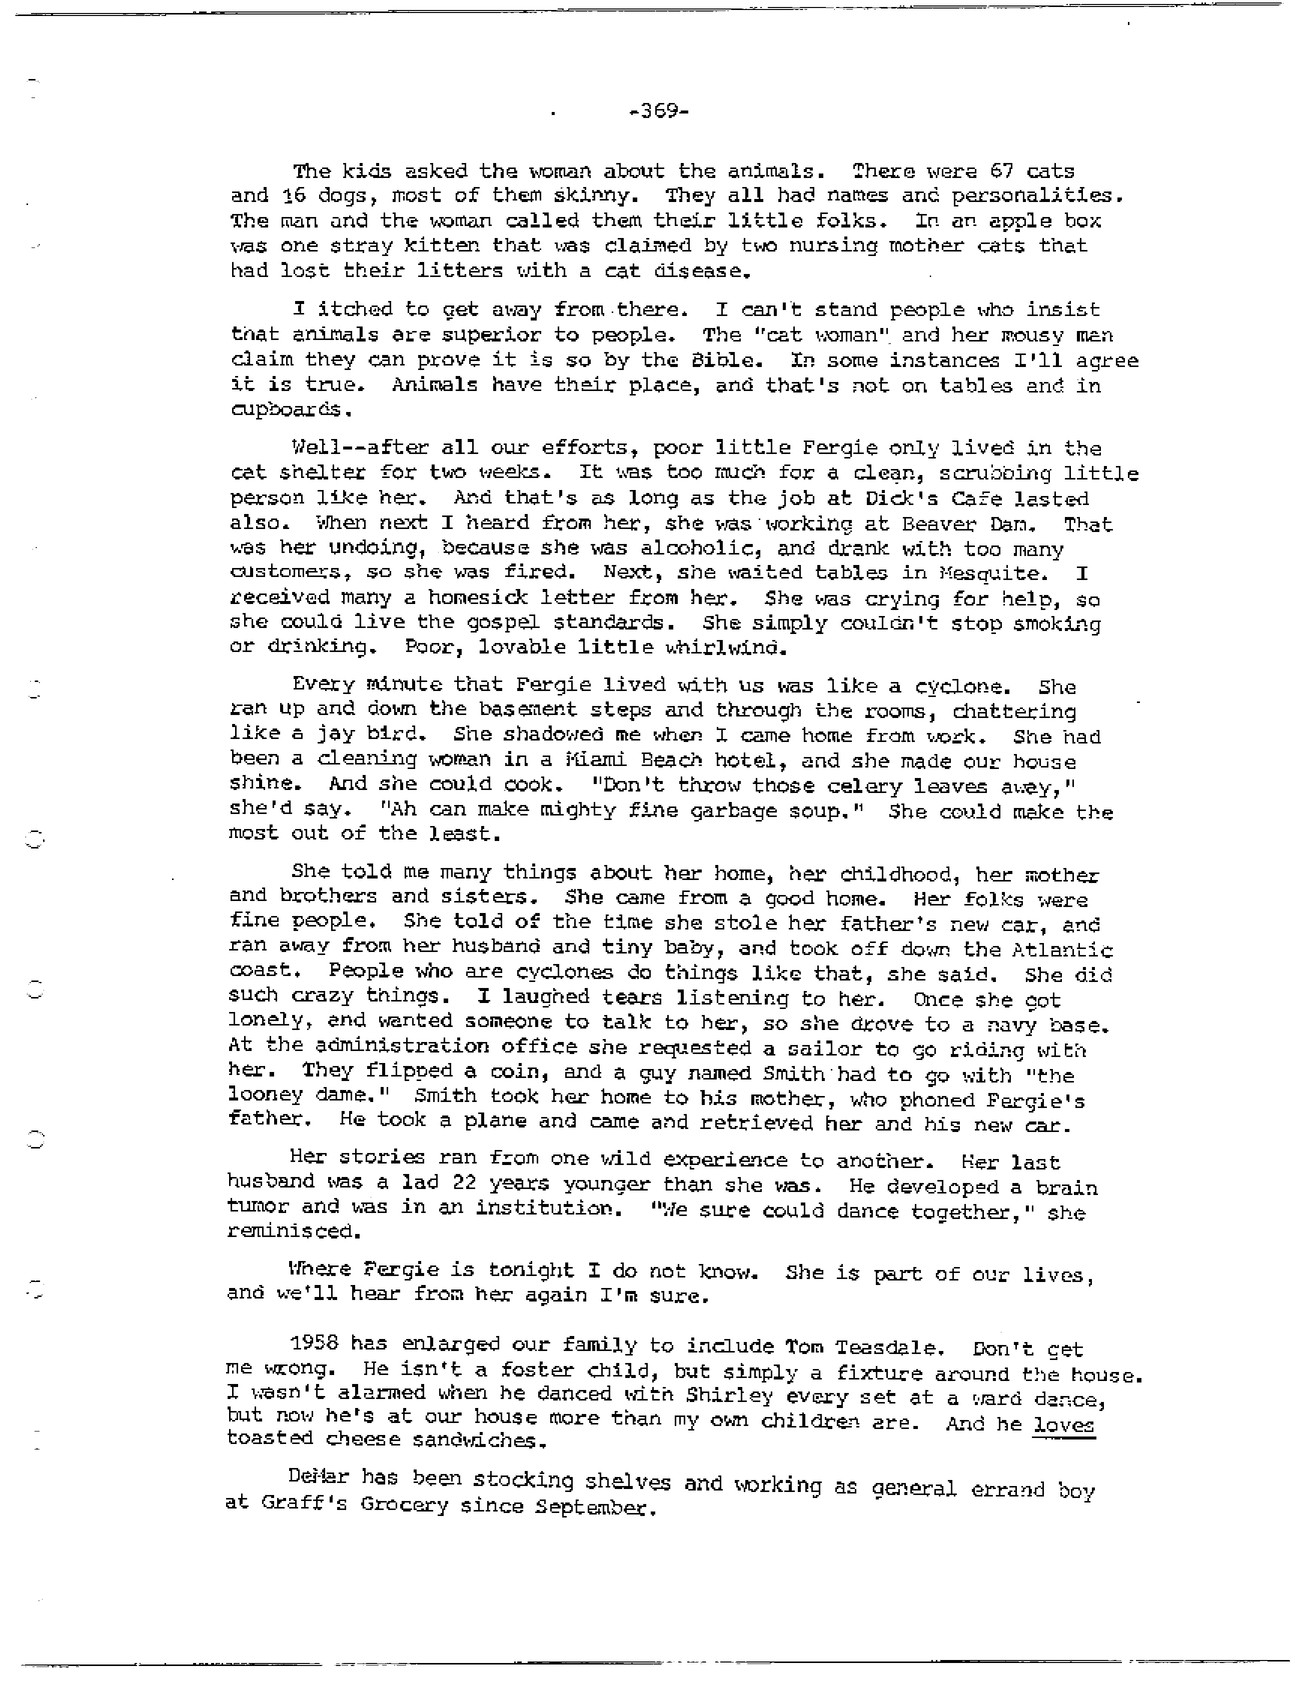 -369-
The kids asked the woman about the animals. There were 67 cats
and 16 dogs, most of them skinny. They all had names and personalities.
The man and the woman called them their little folks. In an apple box
was one stray kitten that was claimed by two nursing mother cats that
had lost their litters with a cat disease.
I itched to get away from there. I can't stand people who insist
that animals are superior to people. The "cat woman" and her mousy man
claim they can prove it is so by the Bible. In some instances I'll agree
it is true. Animals have their place, and that's not on tables and in
cupboards.
Well--after all our efforts, poor little Fergie only lived in the
cat shelter for two weeks. It was too much for a clean, scrubbing little
person like her. And that's as long as the job at Dick's Cafe lasted
also. When next I heard from her, she was working at Beaver Dam. That
was her undoing, because she was alcoholic, and drank with too many
customers, so she was fired. Next, she waited tables in Mesquite. I
received many a homesick letter from her. She was crying for help, so
she could live the gospel standards. She simply couldn't stop smoking
or drinking. Poor, lovable little whirlwind.
Every minute that Fergie lived with us was like a cyclone. She
ran up and down the basement steps and through the rooms, chattering
like a jay bird. She shadowed me when I came home from work. She had
been a cleaning woman in a Miami Beach hotel, and she made our house
shine. And she could cook. "Don't throw those celery leaves away,"
she'd say. "Ah can make mighty fine garbage soup." She could make the
most out of the least.
She told me many things about her home, her childhood, her mother
and brothers and sisters. She came from a good home. Her folks were
fine people. She told of the time she stole her father's new car, and
ran away from her husband and tiny baby, and took off down the Atlantic
coast. People who are cyclones do things like that, she said. She did
such crazy things. I laughed tears listening to her. Once she got
lonely, and wanted someone to talk to her, so she drove to a navy base.
At the administration office she requested a sailor to go riding with
her. They flipped a coin, and a guy named Smith had to go with "the
looney dame." Smith took her home to his mother, who phoned Fergie's
father. He took a plane and came and retrieved her and his new car.
Her stories ran from one wild experience to another. Her last
husband was a lad 22 years younger than she was. He developed a brain
tumor and was in an institution. "We sure could dance together," she
reminisced.
Where Fergie is tonight I do not know. She is part of our lives,
and we'll hear from her again I'm sure.
1958 has enlarged our family to include Tom Teasdale. Don't get
me wrong. He isn't a foster child, but simply a fixture around the house.
I wasn't alarmed when he danced with Shirley every set at a ward dance,
but now he's at our house more than my own children are. And he loves
toasted cheese sandwiches.
DeMar has been stocking shelves and working as general errand boy
at Graff's Grocery since September.